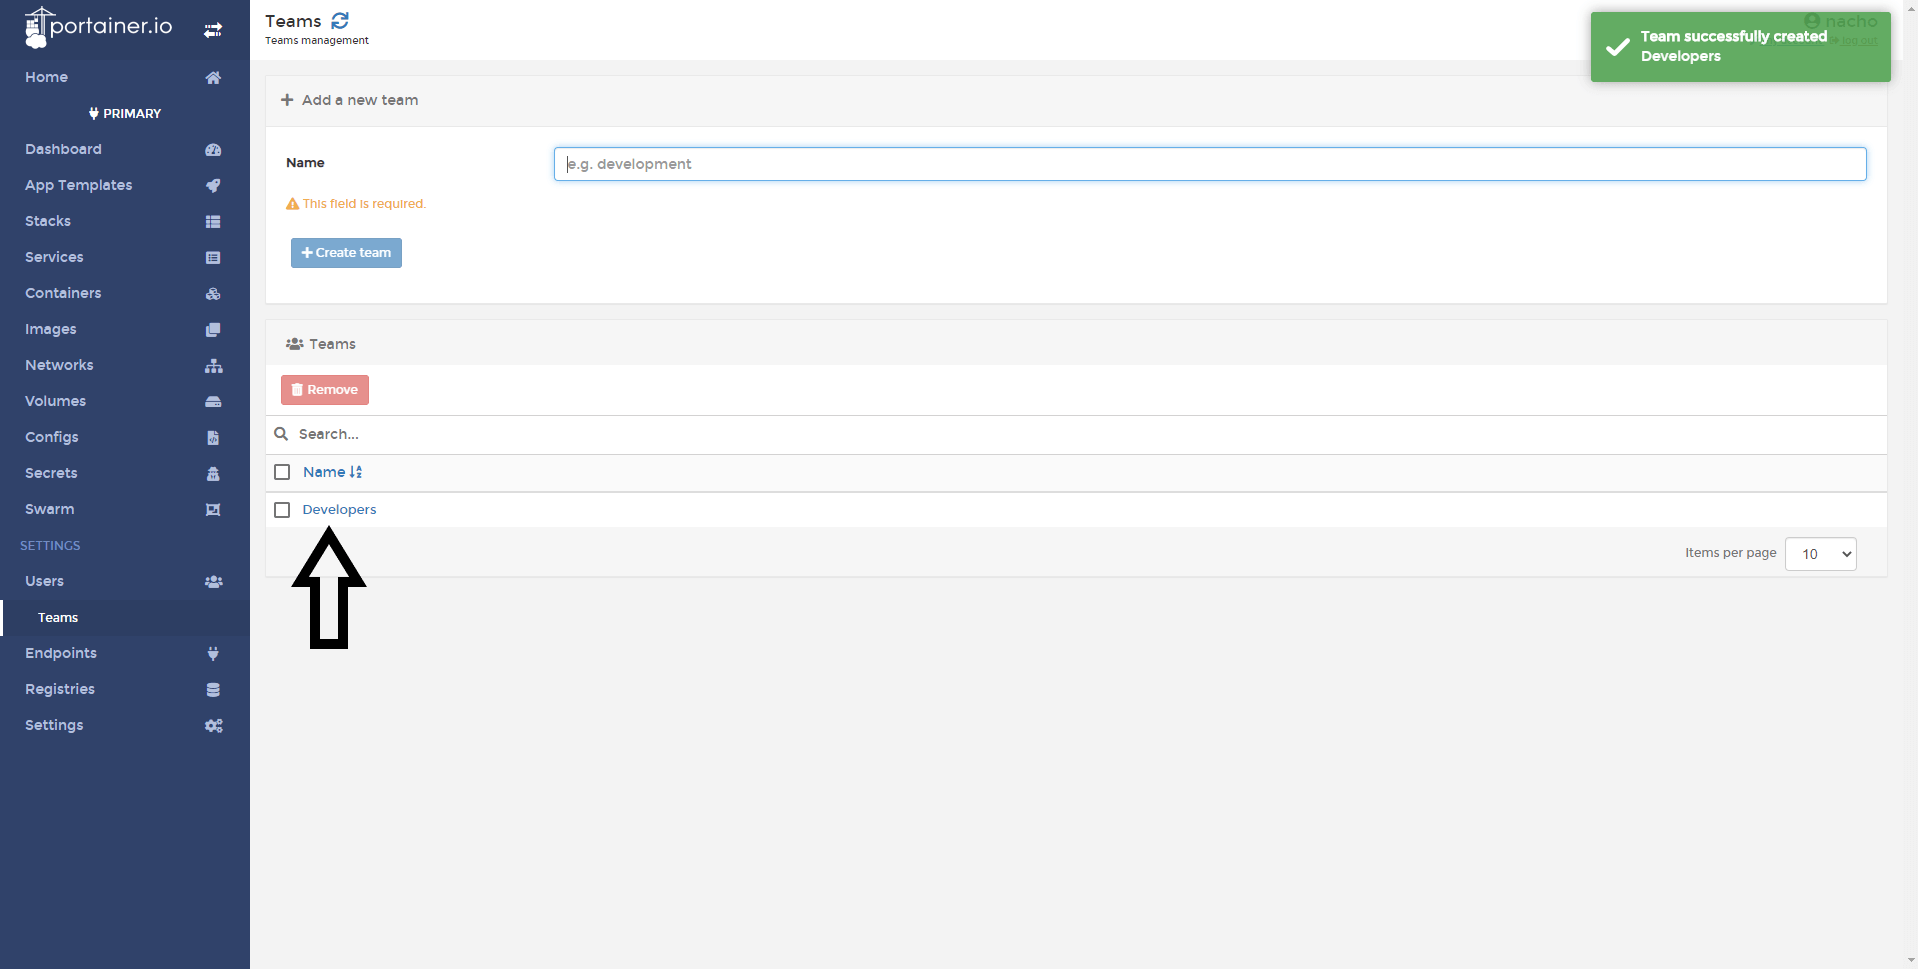 portainer.io
Home
PRIMARY
Dashboard
App Templates
Stacks
Services
Containers
Images
Networks
Volumes
Configs
Secrets
Swarm
SETTINGS
Users
Teams
Endpoints
Registries
Settings
Teams
Teams management
nacho
log out
Team successfully created
Developers
Add a new team
Name
e.g. development
This field is required.
Create team
Teams
Remove
Search...
Name
Developers
Items per page
10